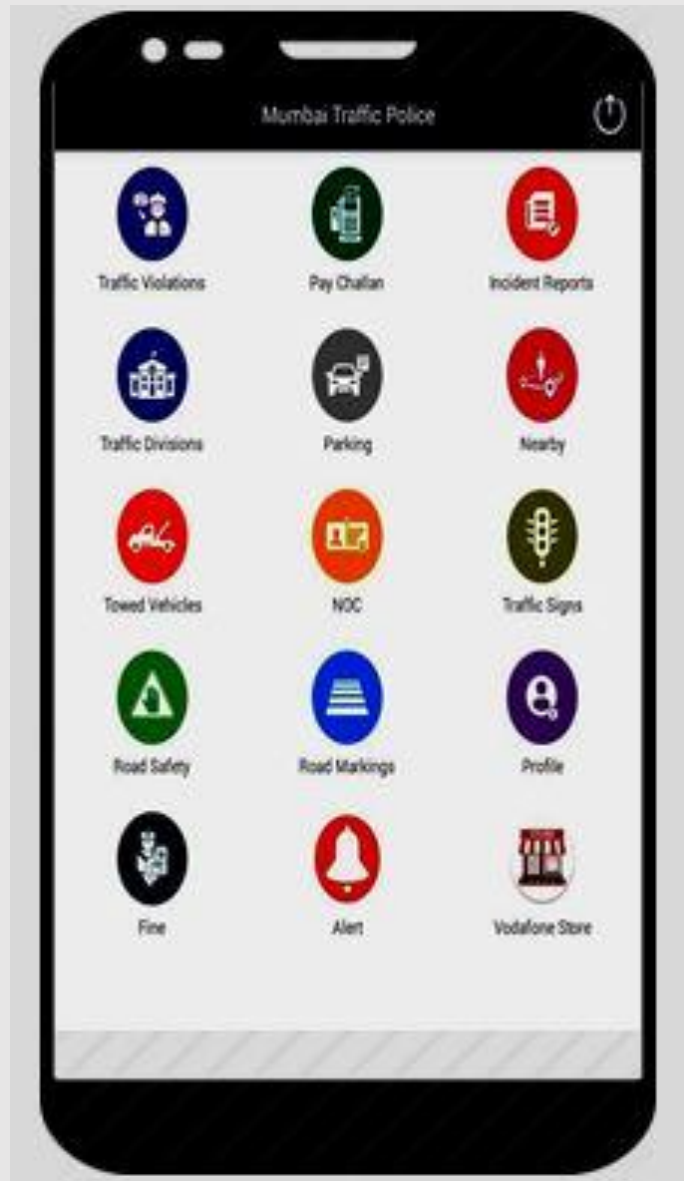 Mumbai Traffic Police
Traffic Violations
Pay Challan
Incident Reports
Traffic Divisions
Parking
Nearby
Towed Vehicles
NOC
Traffic Signs
Road Safety
Road Markings
Profile
Fine
Alert
Vodafone Store